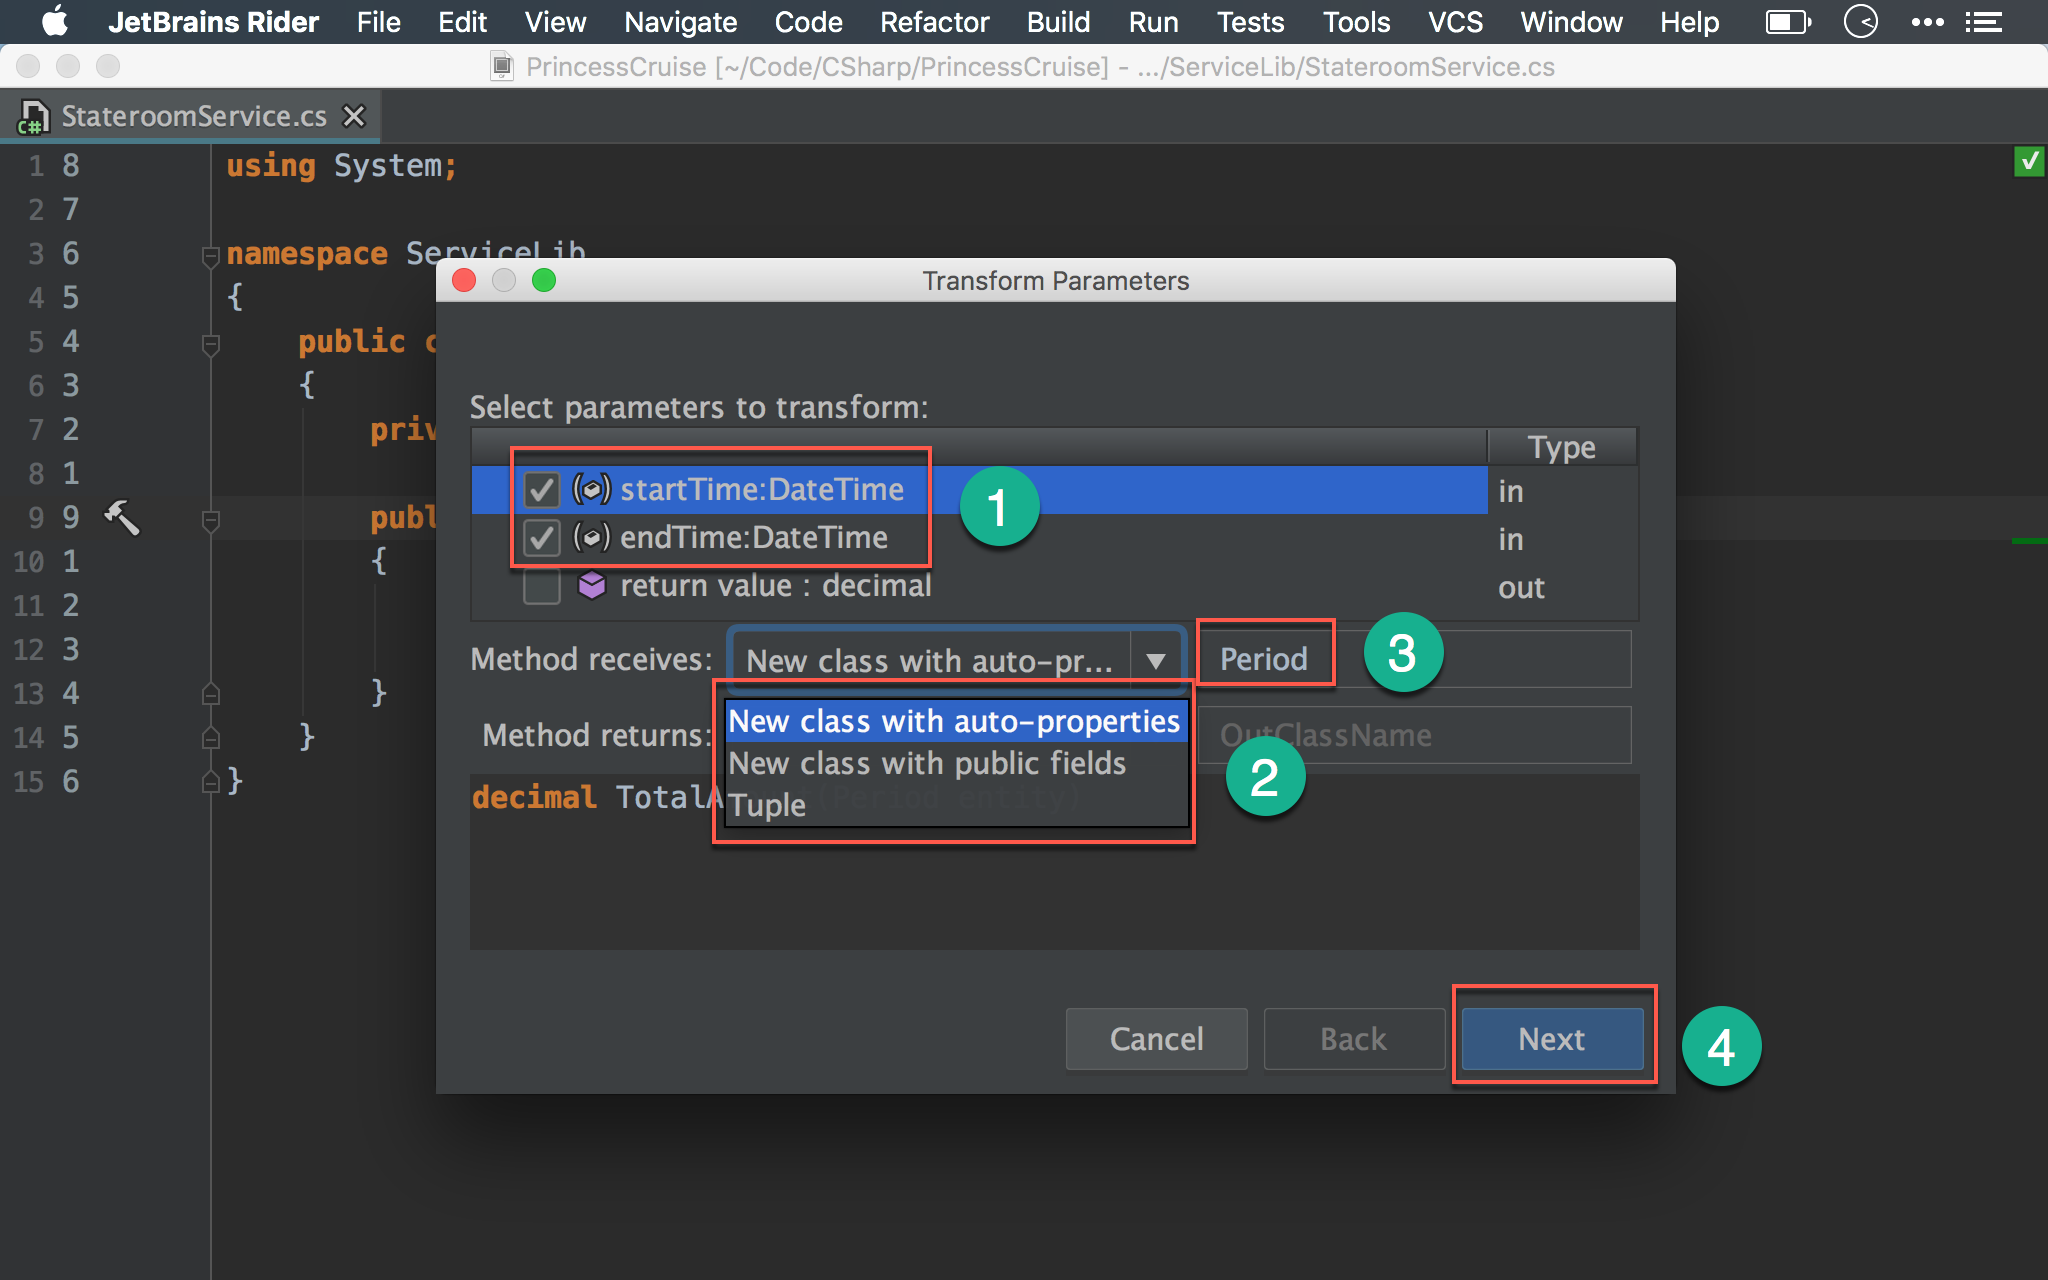 JetBrains Rider File Edit View Navigate Code Refactor Build Run Tests Tools VCS Window Help
PrincessCruise [~/Code/CSharp/PrincessCruise] - .../ServiceLib/StateroomService.cs
C# StateroomService.cs
1 8 using System;
2 7
3 6 namespace ServiceLib
4 5 {
5 4 public c
6 3 {
7 2 priv
8 1
9 9 publ
10 1 {
11 2
12 3
13 4 }
14 5 }
15 6 }
Transform Parameters
Select parameters to transform:
Type
startTime:DateTime in
1
endTime:DateTime in
return value : decimal out
Method receives: New class with auto-pr... Period
3
New class with auto-properties
New class with public fields
Tuple
2
Method returns: OutClassName
decimal TotalA (Period entity)
Cancel Back Next
4